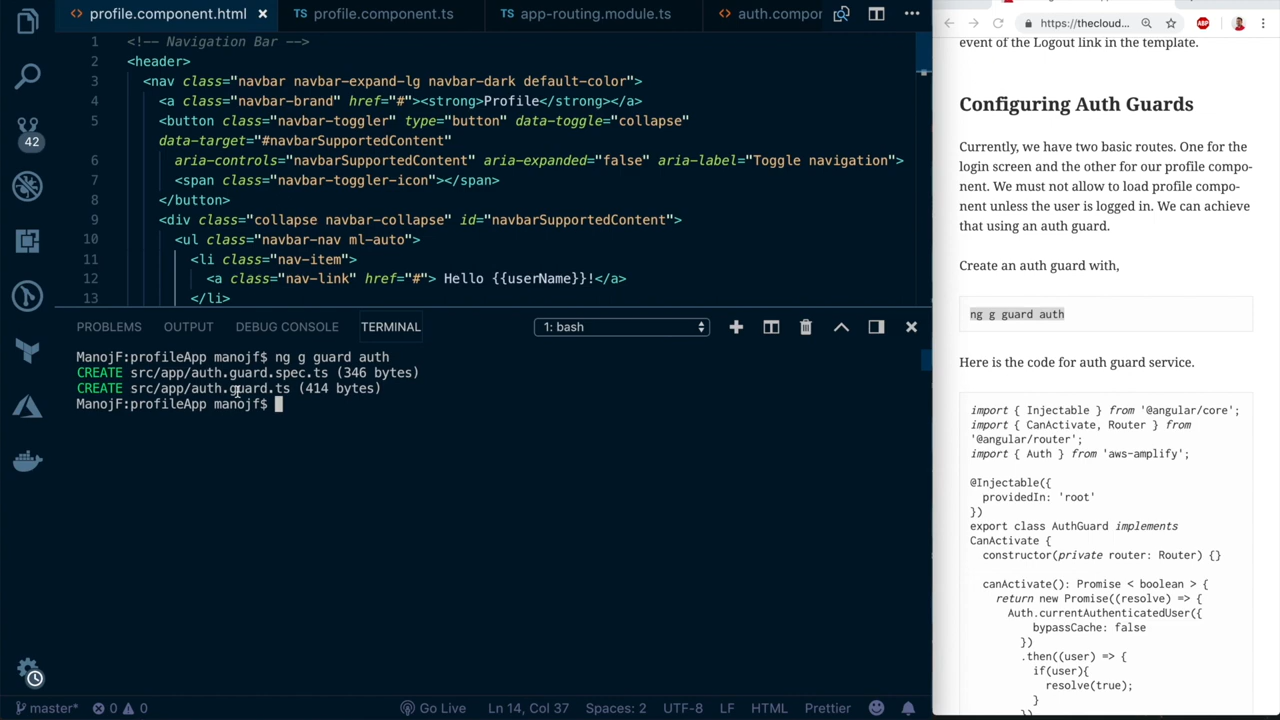 profile.component.html
profile.component.ts
app-routing.module.ts
auth.compor
1 <!-- Navigation Bar -->
2 <header>
3 <nav class="navbar navbar-expand-lg navbar-dark default-color">
4 <a class="navbar-brand" href="#"><strong>Profile</strong></a>
5 <button class="navbar-toggler" type="button" data-toggle="collapse"
data-target="#navbarSupportedContent"
6 aria-controls="navbarSupportedContent" aria-expanded="false" aria-label="Toggle navigation">
7 <span class="navbar-toggler-icon"></span>
8 </button>
9 <div class="collapse navbar-collapse" id="navbarSupportedContent">
10 <ul class="navbar-nav ml-auto">
11 <li class="nav-item">
12 <a class="nav-link" href="#"> Hello {{userName}}!</a>
13 </li>
42
PROBLEMS OUTPUT DEBUG CONSOLE TERMINAL 1: bash
ManojF:profileApp manojf$ ng g guard auth
CREATE src/app/auth.guard.spec.ts (346 bytes)
CREATE src/app/auth.guard.ts (414 bytes)
ManojF:profileApp manojf$
master* 0 0 Go Live Ln 14, Col 37 Spaces: 2 UTF-8 LF HTML Prettier
https://thecloud...
ABP
event of the Logout link in the template.
Configuring Auth Guards
Currently, we have two basic routes. One for the
login screen and the other for our profile compo-
nent. We must not allow to load profile compo-
nent unless the user is logged in. We can achieve
that using an auth guard.
Create an auth guard with,
ng g guard auth
Here is the code for auth guard service.
import { Injectable } from '@angular/core';
import { CanActivate, Router } from
'@angular/router';
import { Auth } from 'aws-amplify';
@Injectable({
providedIn: 'root'
})
export class AuthGuard implements
CanActivate {
constructor(private router: Router) {}
canActivate(): Promise < boolean > {
return new Promise((resolve) => {
Auth.currentAuthenticatedUser({
bypassCache: false
})
.then((user) => {
if(user){
resolve(true);
}